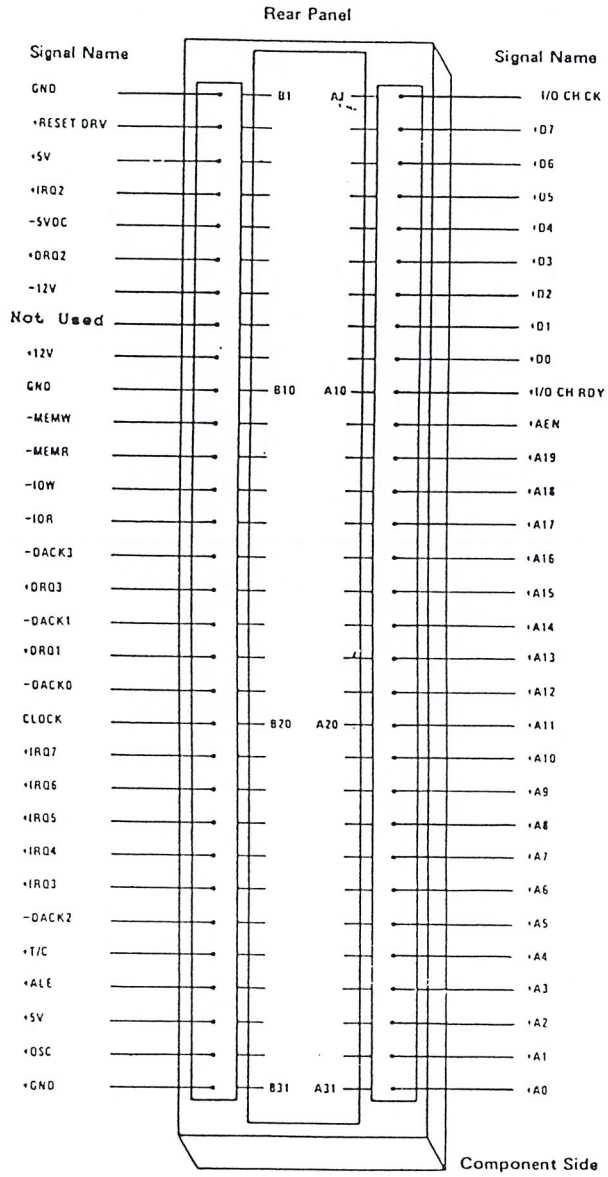 Rear Panel
Signal Name Signal Name
GND B1 A1 I/O CH CK
+RESET DRV +D7
+5V +D6
+IRQ2 +D5
-5VDC +D4
+DRQ2 +D3
-12V +D2
Not Used +D1
+12V +D0
GND B10 A10 +I/O CH RDY
-MEMW +AEN
-MEMR +A19
-IOW +A18
-IOR +A17
-DACK3 +A16
+DRQ3 +A15
-DACK1 +A14
+DRQ1 +A13
-DACK0 +A12
CLOCK B20 A20 +A11
+IRQ7 +A10
+IRQ6 +A9
+IRQ5 +A8
+IRQ4 +A7
+IRQ3 +A6
-DACK2 +A5
+T/C +A4
+ALE +A3
+5V +A2
+OSC +A1
+GND B31 A31 +A0
Component Side